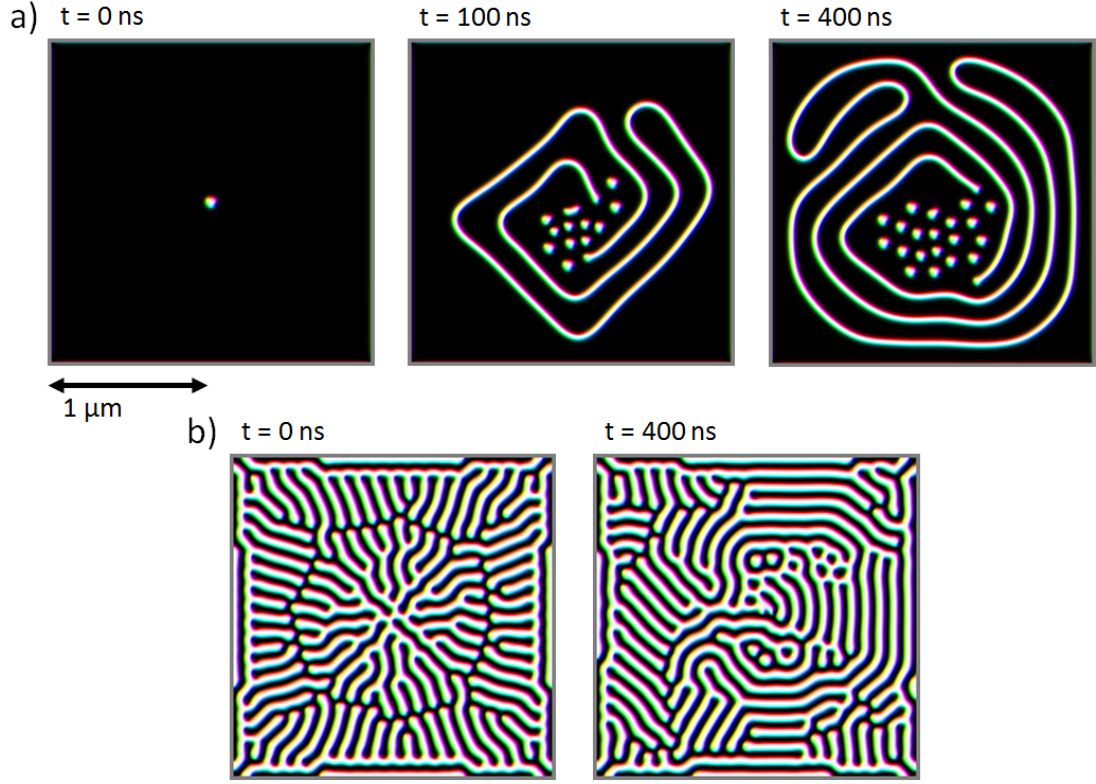 a) t = 0 ns t = 100 ns t = 400 ns
1 µm
b) t = 0 ns t = 400 ns